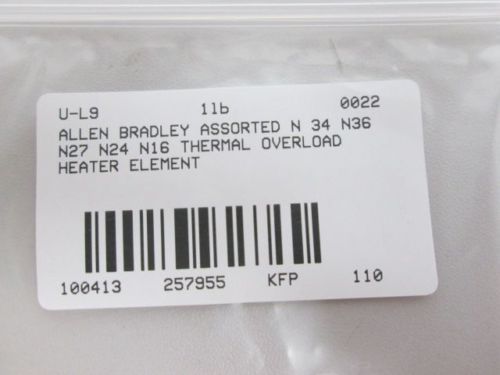 U-L9 1lb 0022
ALLEN BRADLEY ASSORTED N 34 N36
N27 N24 N16 THERMAL OVERLOAD
HEATER ELEMENT
100413 257955 KFP 110